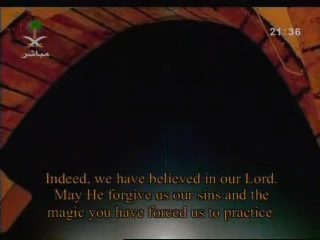 21:36
مباشر
Indeed, we have believed in our Lord.
May He forgive us our sins and the
magic you have forced us to practice